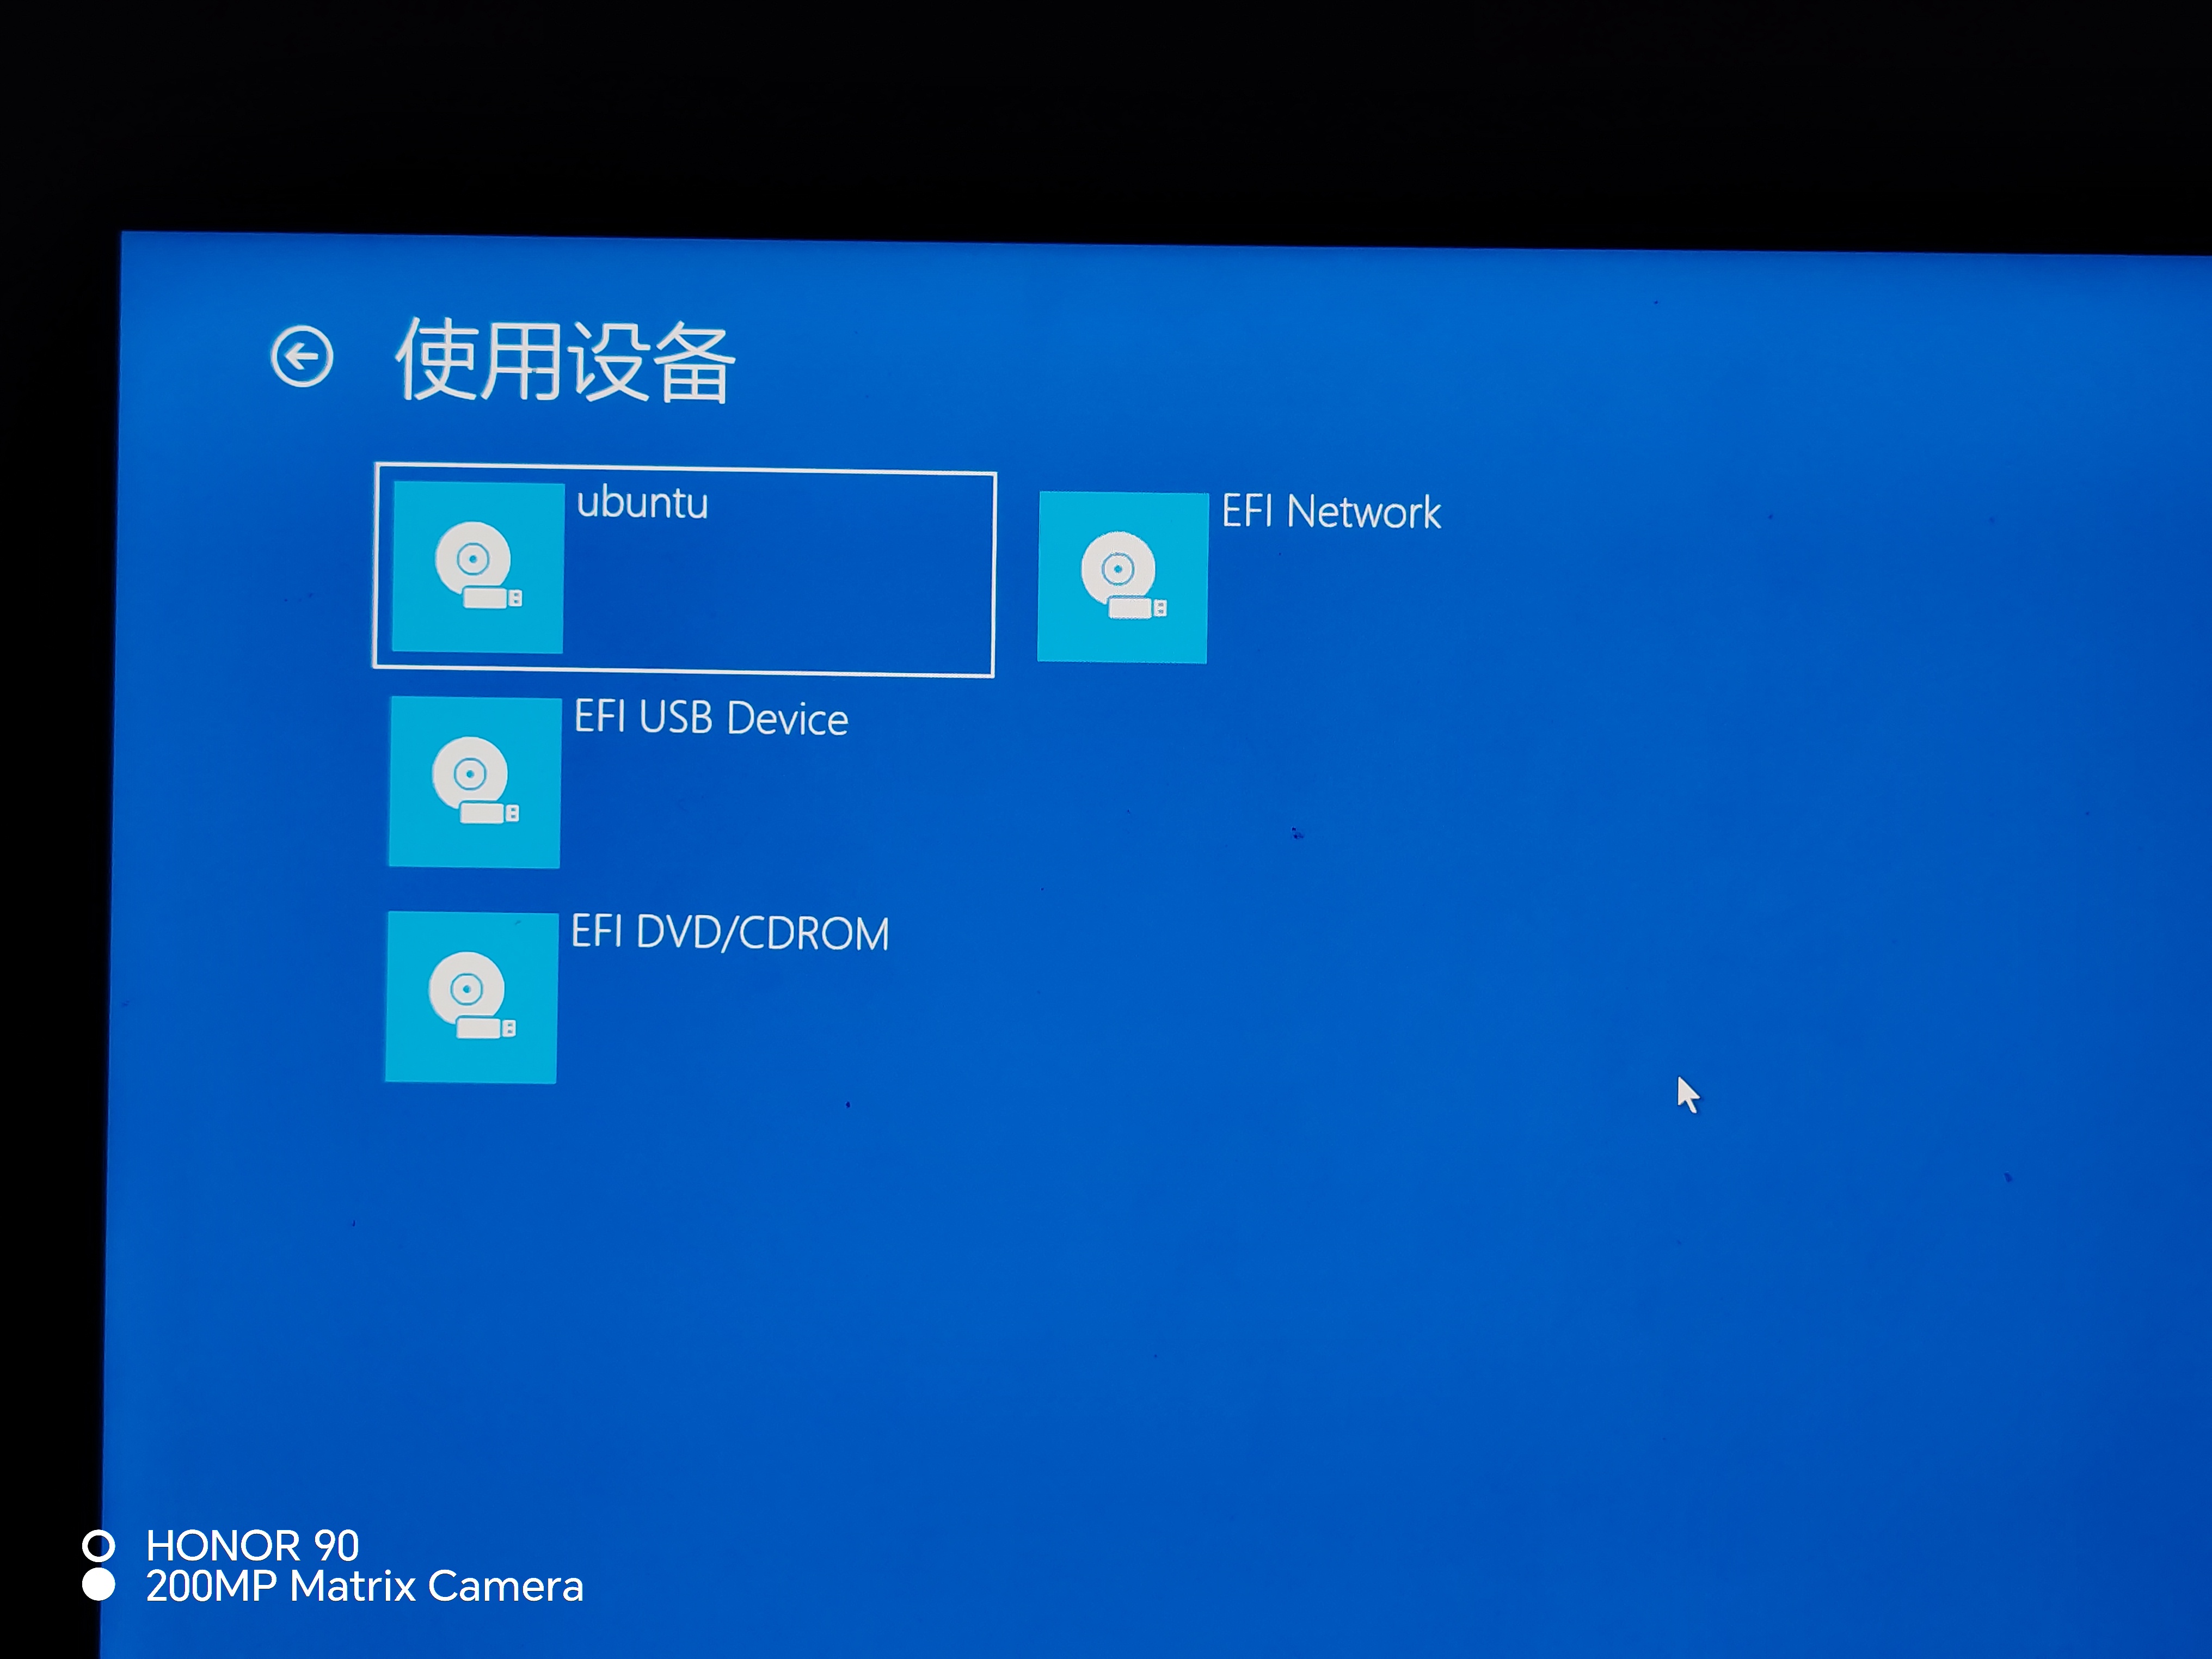 使用设备
ubuntu
EFI Network
EFI USB Device
EFI DVD/CDROM
HONOR 90
200MP Matrix Camera